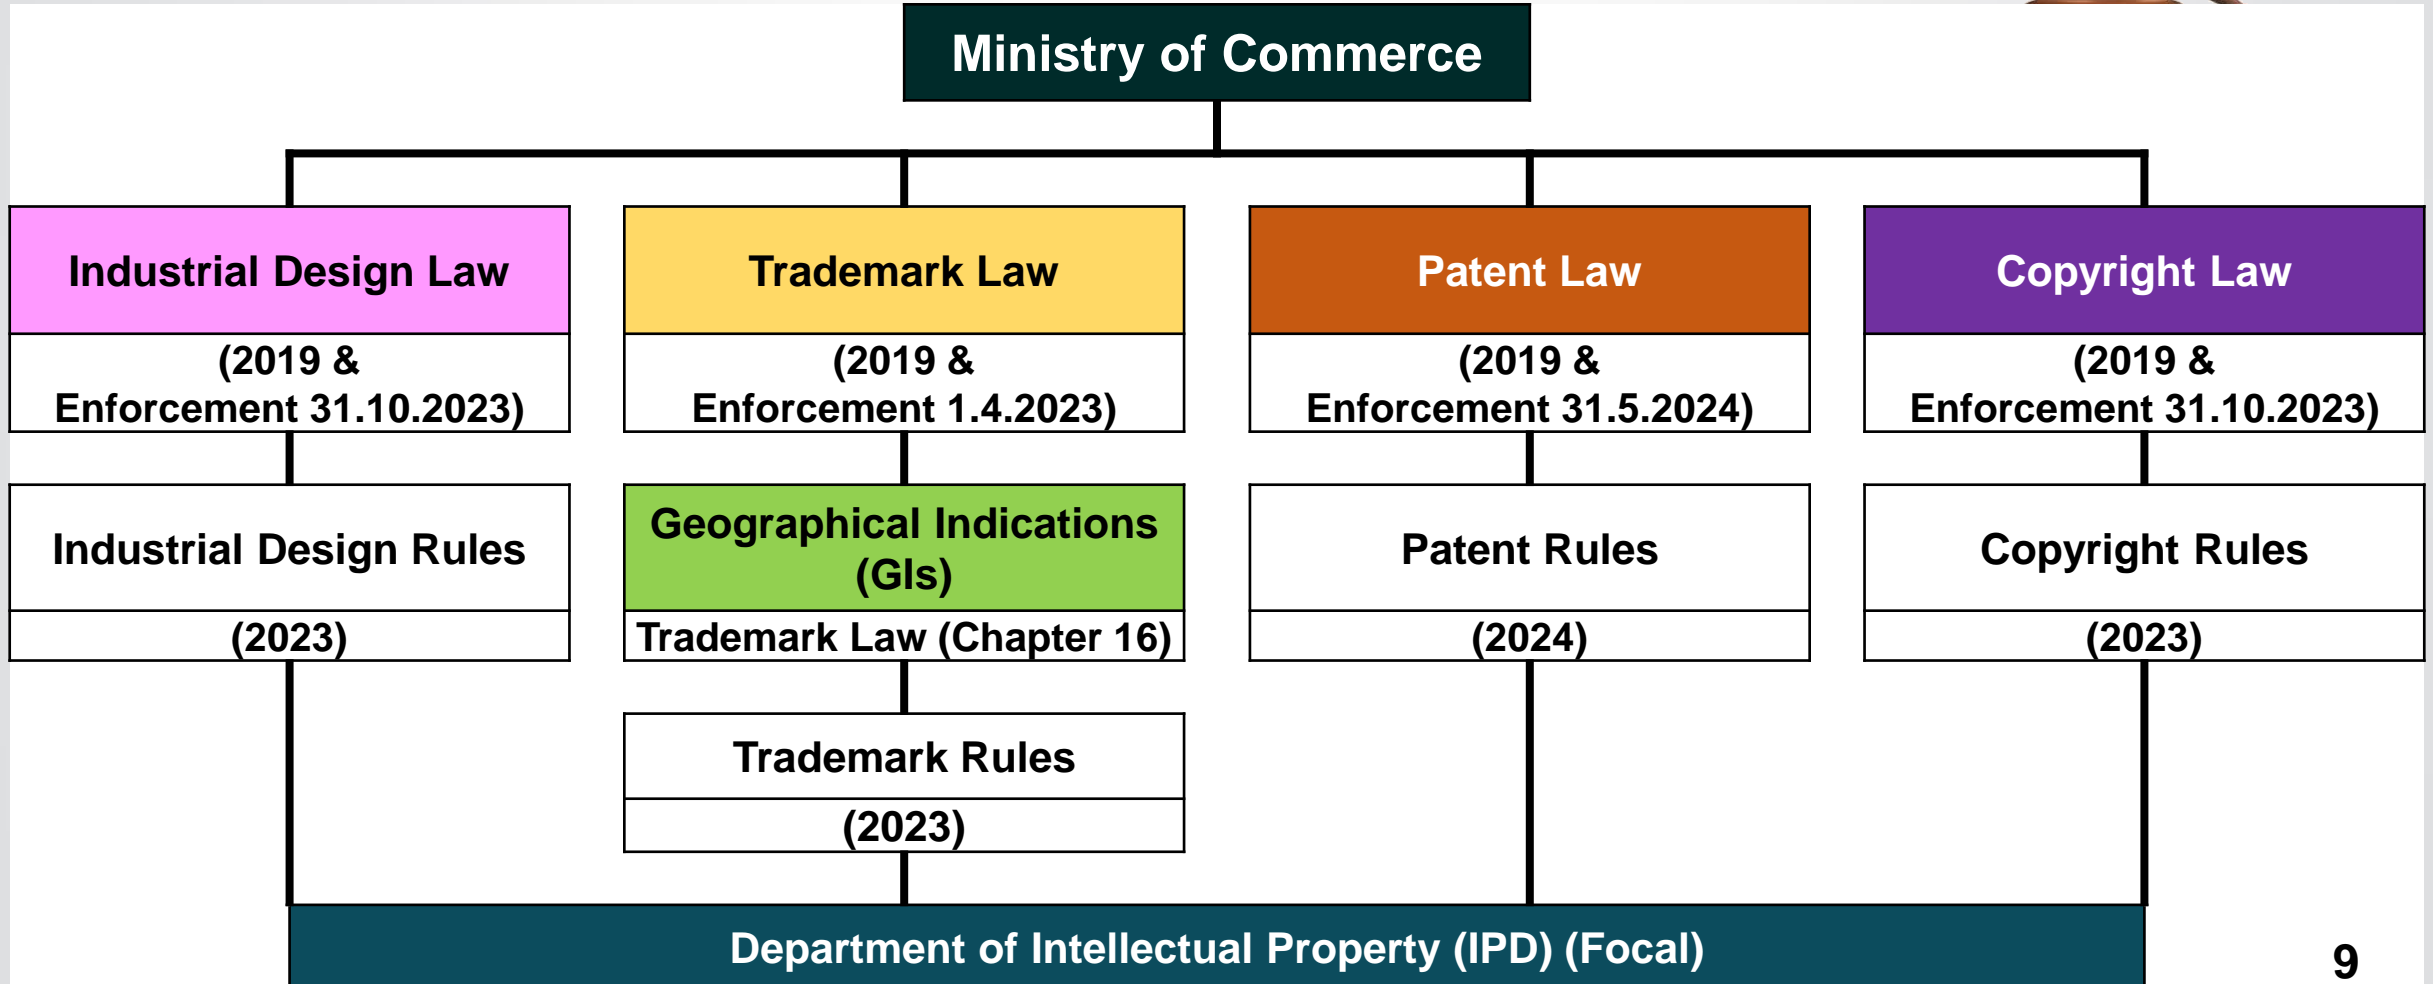 Ministry of Commerce
Industrial Design Law
(2019 &
Enforcement 31.10.2023)
Industrial Design Rules
(2023)
Trademark Law
(2019 &
Enforcement 1.4.2023)
Geographical Indications
(GIs)
Trademark Law (Chapter 16)
Trademark Rules
(2023)
Patent Law
(2019 &
Enforcement 31.5.2024)
Patent Rules
(2024)
Copyright Law
(2019 &
Enforcement 31.10.2023)
Copyright Rules
(2023)
Department of Intellectual Property (IPD) (Focal)
9